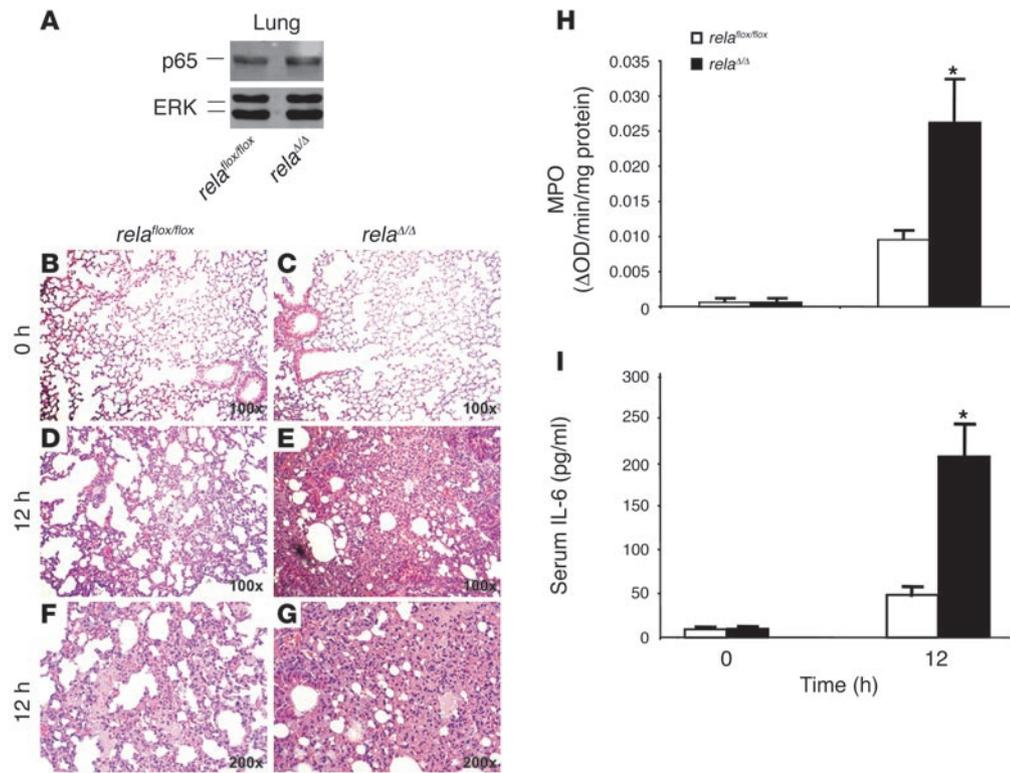 A
Lung
p65
ERK
rela^flox/flox
rela^Δ/Δ
rela^flox/flox
rela^Δ/Δ
B
C
0 h
100x
100x
D
E
12 h
100x
100x
F
G
12 h
200x
200x
H
rela^flox/flox
rela^Δ/Δ
MPO
(ΔOD/min/mg protein)
0.035
0.030
0.025
0.020
0.015
0.010
0.005
0
*
I
Serum IL-6 (pg/ml)
300
250
200
150
100
50
0
*
0
12
Time (h)